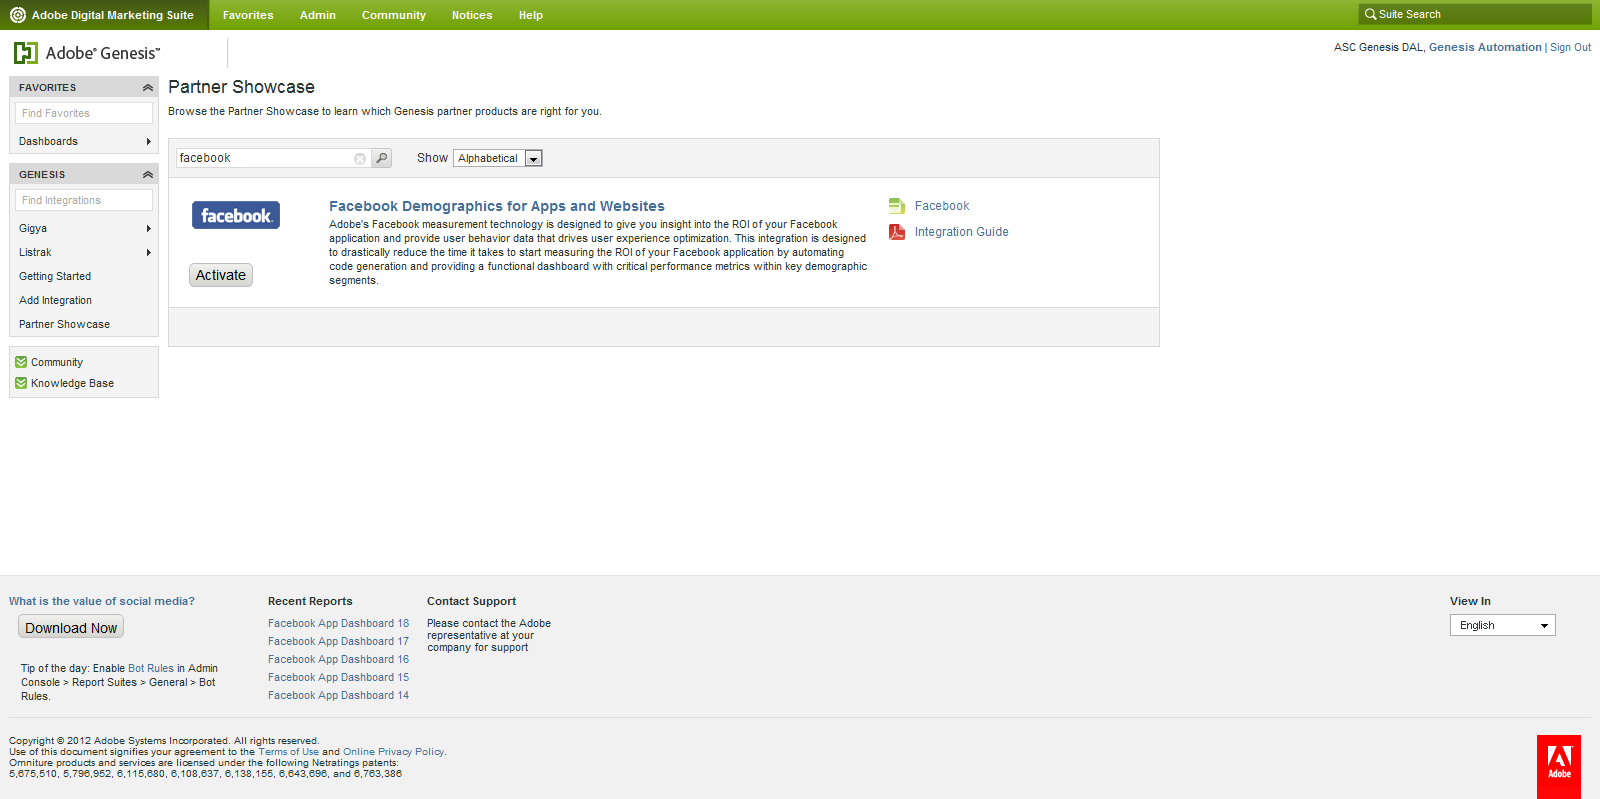 Adobe Digital Marketing Suite Favorites Admin Community Notices Help Suite Search
Adobe® Genesis™
ASC Genesis DAL, Genesis Automation | Sign Out
FAVORITES
Find Favorites
Dashboards
GENESIS
Find Integrations
Gigya
Listrak
Getting Started
Add Integration
Partner Showcase
Community
Knowledge Base
Partner Showcase
Browse the Partner Showcase to learn which Genesis partner products are right for you.
facebook Show Alphabetical
facebook.
Activate
Facebook Demographics for Apps and Websites
Adobe's Facebook measurement technology is designed to give you insight into the ROI of your Facebook
application and provide user behavior data that drives user experience optimization. This integration is designed
to drastically reduce the time it takes to start measuring the ROI of your Facebook application by automating
code generation and providing a functional dashboard with critical performance metrics within key demographic
segments.
Facebook
Integration Guide
What is the value of social media?
Download Now
Tip of the day: Enable Bot Rules in Admin
Console > Report Suites > General > Bot
Rules.
Recent Reports
Facebook App Dashboard 18
Facebook App Dashboard 17
Facebook App Dashboard 16
Facebook App Dashboard 15
Facebook App Dashboard 14
Contact Support
Please contact the Adobe
representative at your
company for support
View In
English
Copyright © 2012 Adobe Systems Incorporated. All rights reserved.
Use of this document signifies your agreement to the Terms of Use and Online Privacy Policy.
Omniture products and services are licensed under the following Netratings patents:
5,675,510, 5,796,952, 6,115,680, 6,108,637, 6,138,155, 6,643,696, and 6,763,386
Adobe